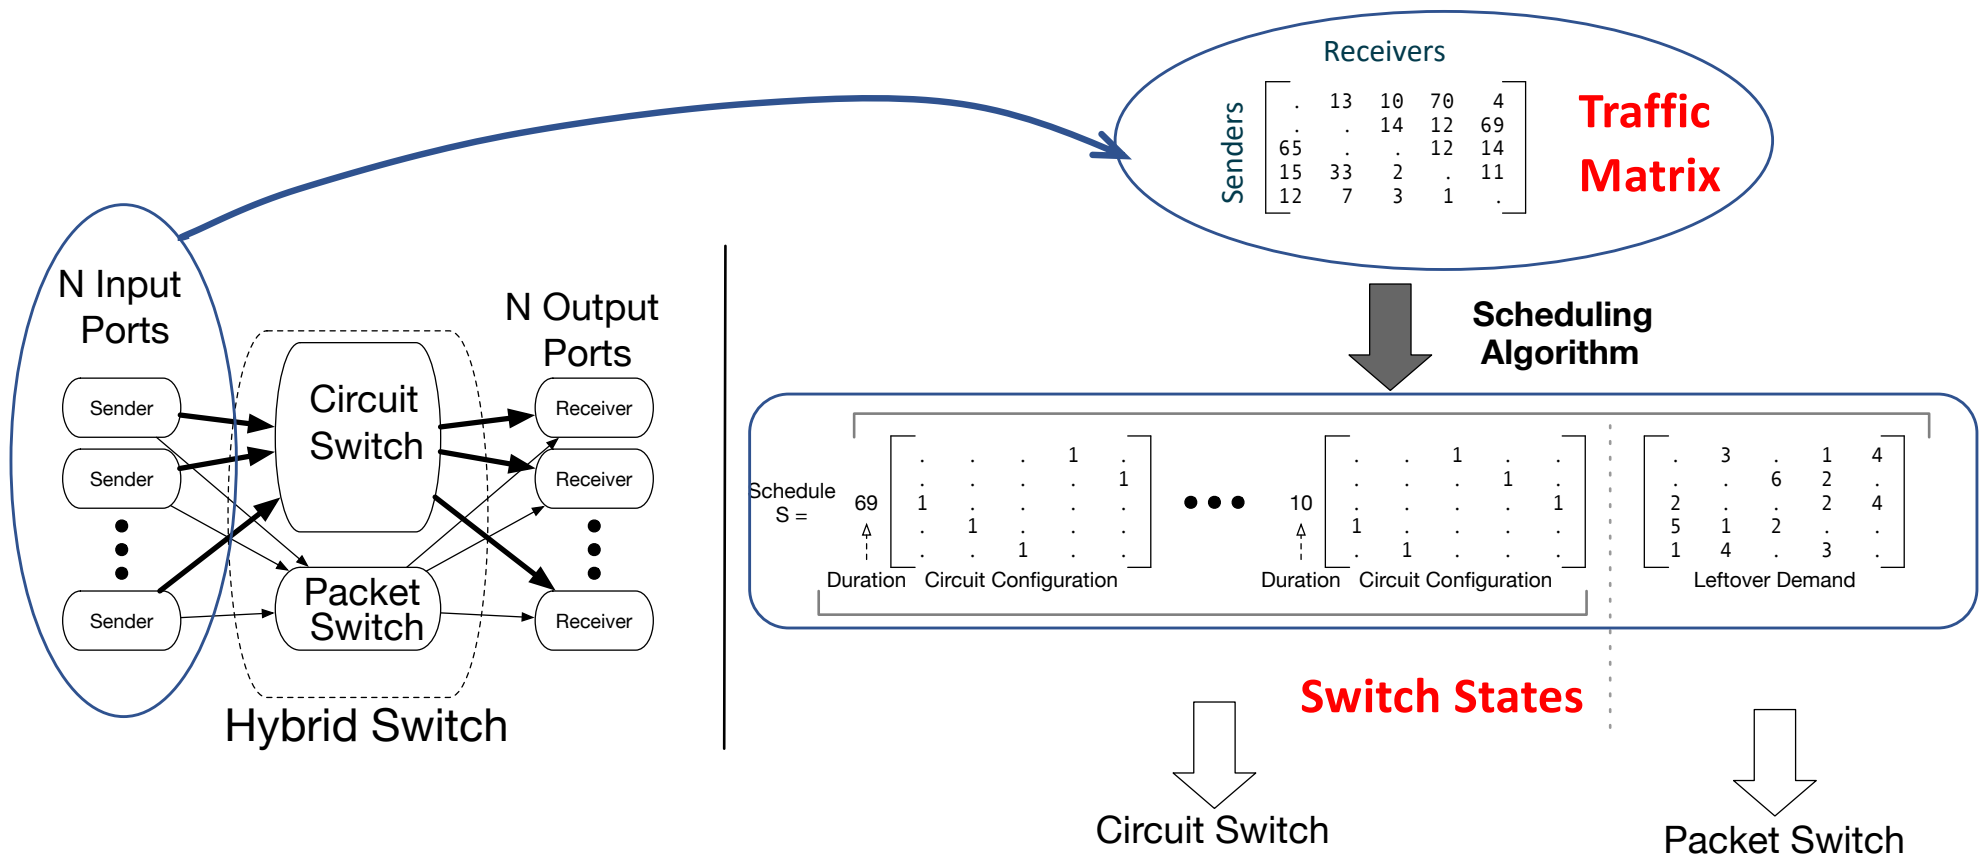 Receivers
Senders
. 13 10 70 4
. . 14 12 69
65 . . 12 14
15 33 2 . 11
12 7 3 1 .
Traffic
Matrix
N Input
Ports
N Output
Ports
Sender
Sender
Sender
Circuit
Switch
Packet
Switch
Receiver
Receiver
Receiver
Hybrid Switch
Scheduling
Algorithm
Schedule
S =
69
. . . 1 .
. . . . 1
1 . . . .
. 1 . . .
. . 1 . .
Duration
Circuit Configuration
10
. . 1 . .
. . . 1 .
. . . . 1
1 . . . .
. 1 . . .
Duration
Circuit Configuration
. 3 . 1 4
. . 6 2 .
2 . . 2 4
5 1 2 . .
1 4 . 3 .
Leftover Demand
Switch States
Circuit Switch
Packet Switch